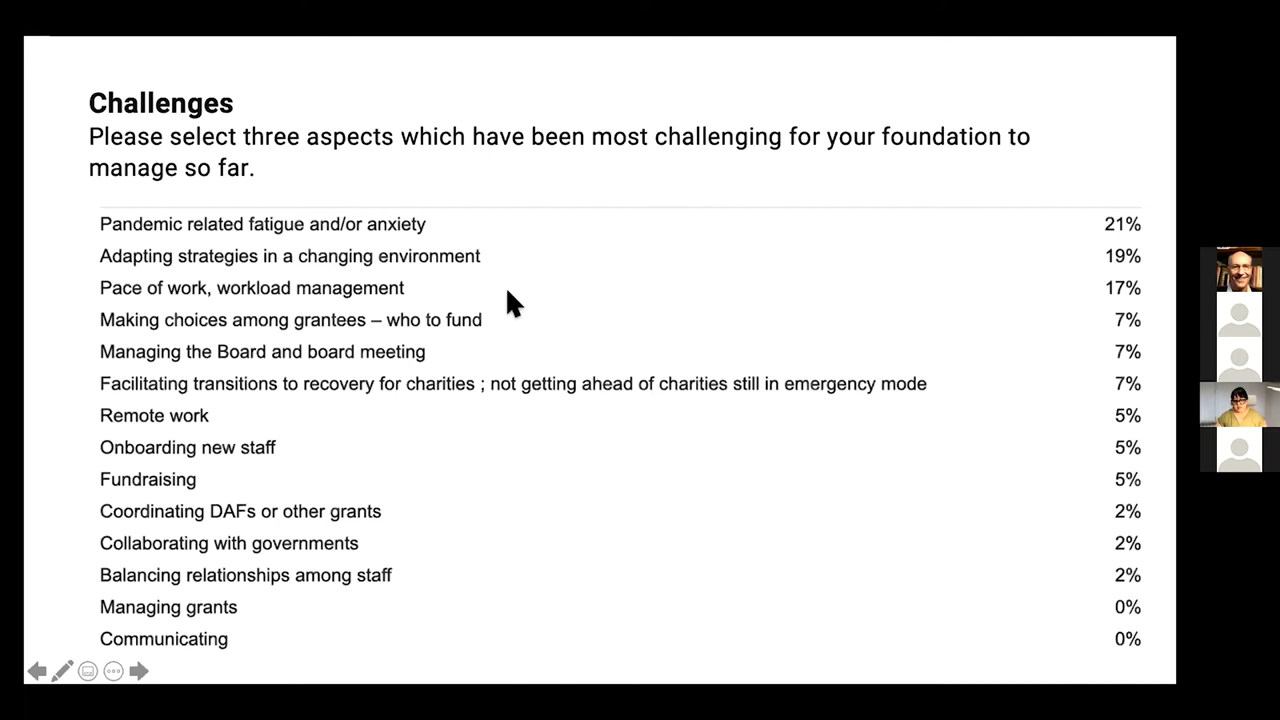 Challenges
Please select three aspects which have been most challenging for your foundation to
manage so far.
Pandemic related fatigue and/or anxiety 21%
Adapting strategies in a changing environment 19%
Pace of work, workload management 17%
Making choices among grantees – who to fund 7%
Managing the Board and board meeting 7%
Facilitating transitions to recovery for charities ; not getting ahead of charities still in emergency mode 7%
Remote work 5%
Onboarding new staff 5%
Fundraising 5%
Coordinating DAFs or other grants 2%
Collaborating with governments 2%
Balancing relationships among staff 2%
Managing grants 0%
Communicating 0%